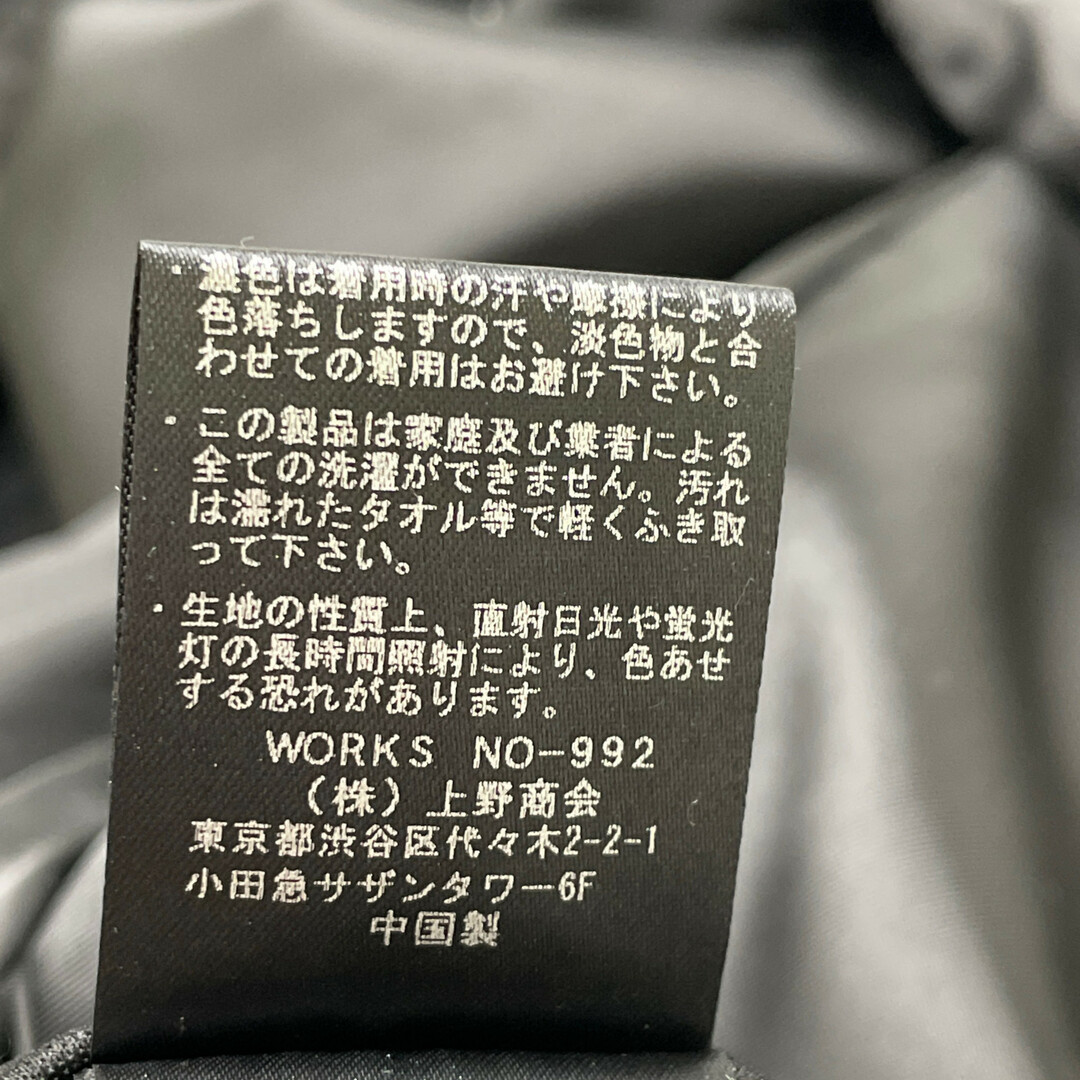 ・濃色は着用時の汗や摩擦により
色落ちしますので、淡色物と合
わせての着用はお避け下さい。
・この製品は家庭及び業者による
全ての洗濯ができません。汚れ
は濡れたタオル等で軽くふき取
って下さい。
・生地の性質上、直射日光や蛍光
灯の長時間照射により、色あせ
する恐れがあります。
WORKS NO-992
(株)上野商会
東京都渋谷区代々木2-2-1
小田急サザンタワー6F
中国製